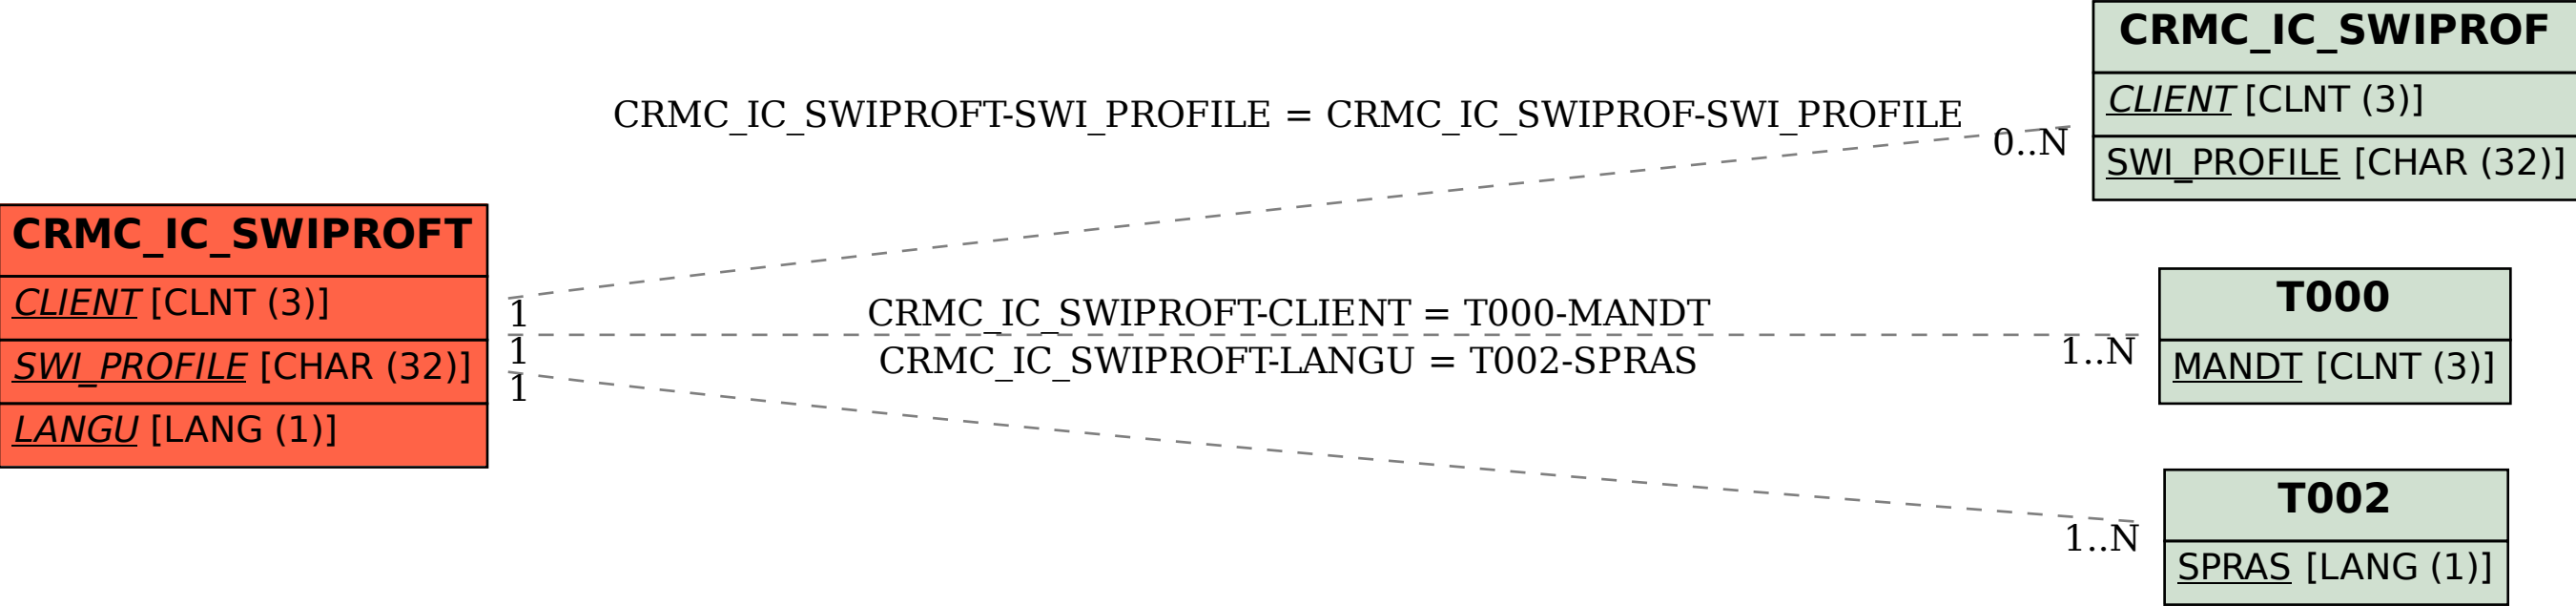 CRMC_IC_SWIPROF
CLIENT [CLNT (3)]
SWI_PROFILE [CHAR (32)]
CRMC_IC_SWIPROFT-SWI_PROFILE = CRMC_IC_SWIPROF-SWI_PROFILE
0..N
CRMC_IC_SWIPROFT
CLIENT [CLNT (3)]
SWI_PROFILE [CHAR (32)]
LANGU [LANG (1)]
1
1
1
CRMC_IC_SWIPROFT-CLIENT = T000-MANDT
CRMC_IC_SWIPROFT-LANGU = T002-SPRAS
1..N
T000
MANDT [CLNT (3)]
1..N
T002
SPRAS [LANG (1)]